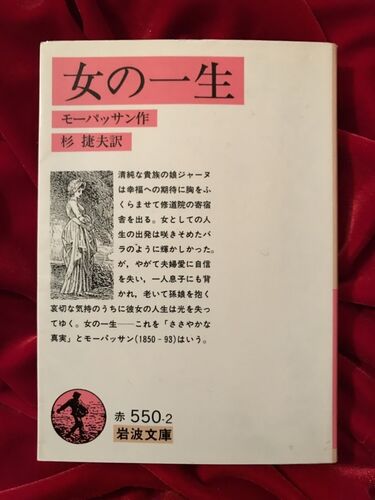 女の一生
モーパッサン作
杉 捷夫訳
清純な貴族の娘ジャーヌ
は幸福への期待に胸をふ
くらませて修道院の寄宿
舎を出る。女としての人
生の出発は咲きそめたバ
ラのように輝かしかった。
が、やがて夫婦愛に自信
を失い、一人息子にも背
かれ、老いて孫娘を抱く
哀切な気持のうちに彼女の人生は光を失っ
てゆく。女の一生──これを「ささやかな
真実」とモーパッサン(1850‐93)はいう。
赤 550-2
岩波文庫